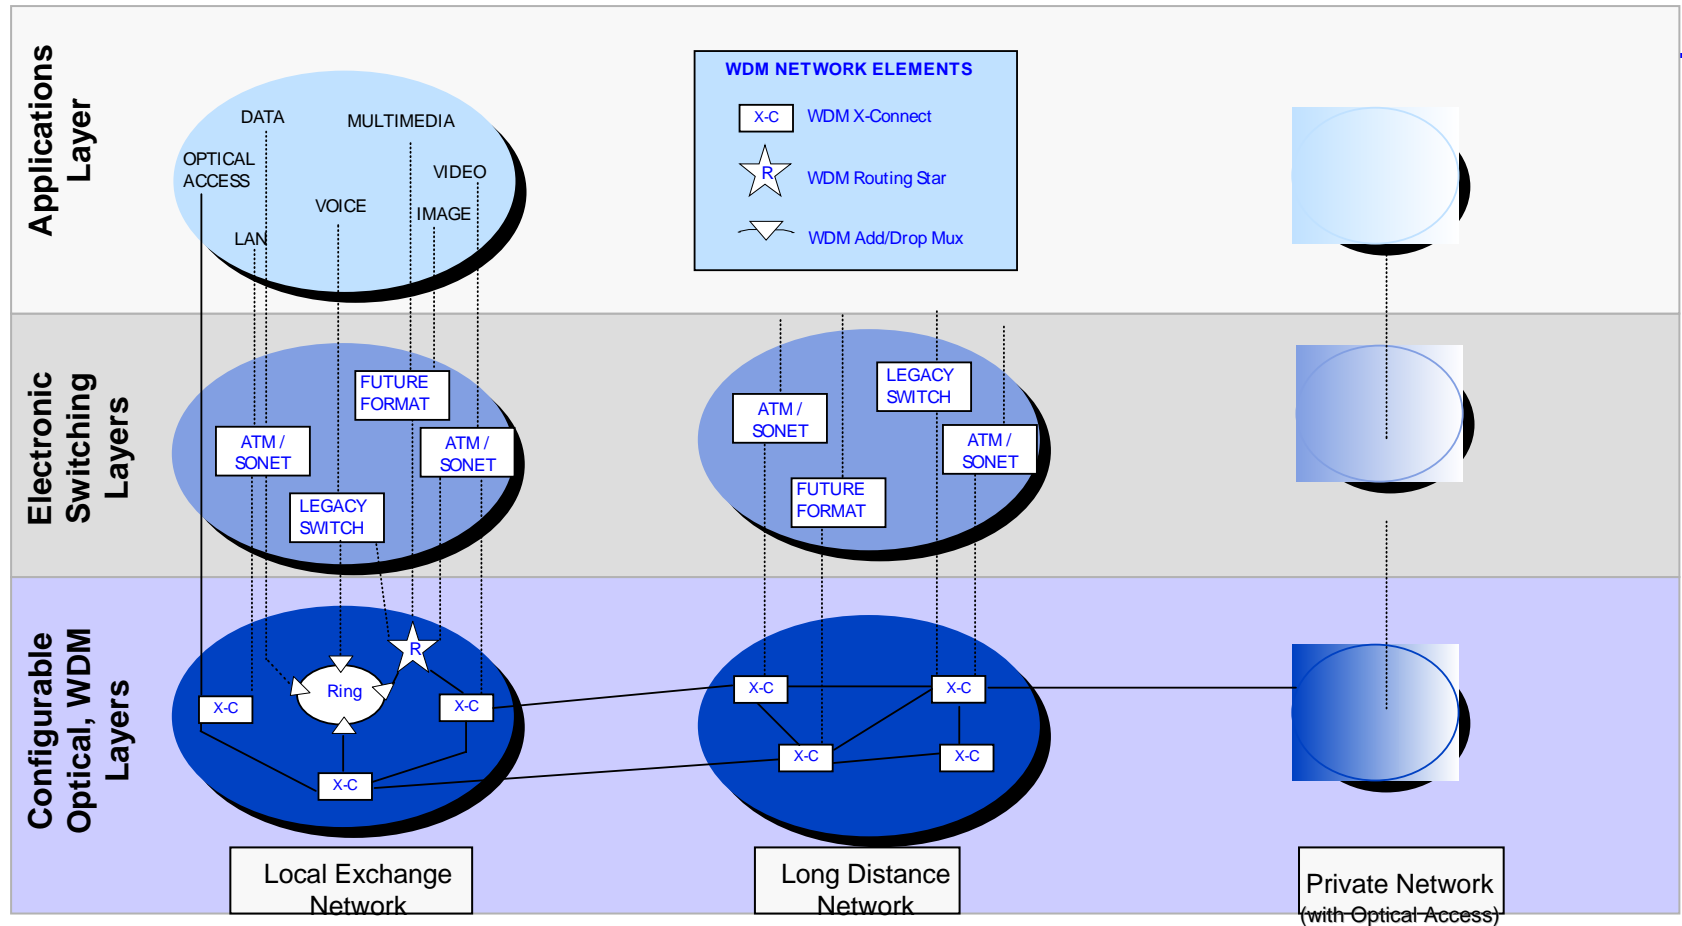 Applications
Layer
DATA
MULTIMEDIA
OPTICAL
ACCESS
VIDEO
VOICE
IMAGE
LAN
WDM NETWORK ELEMENTS
X-C
WDM X-Connect
R
WDM Routing Star
WDM Add/Drop Mux
Electronic
Switching
Layers
FUTURE
FORMAT
ATM /
SONET
ATM /
SONET
LEGACY
SWITCH
LEGACY
SWITCH
ATM /
SONET
ATM /
SONET
FUTURE
FORMAT
Configurable
Optical, WDM
Layers
R
Ring
X-C
X-C
X-C
X-C
X-C
X-C
X-C
Local Exchange
Network
Long Distance
Network
Private Network
(with Optical Access)